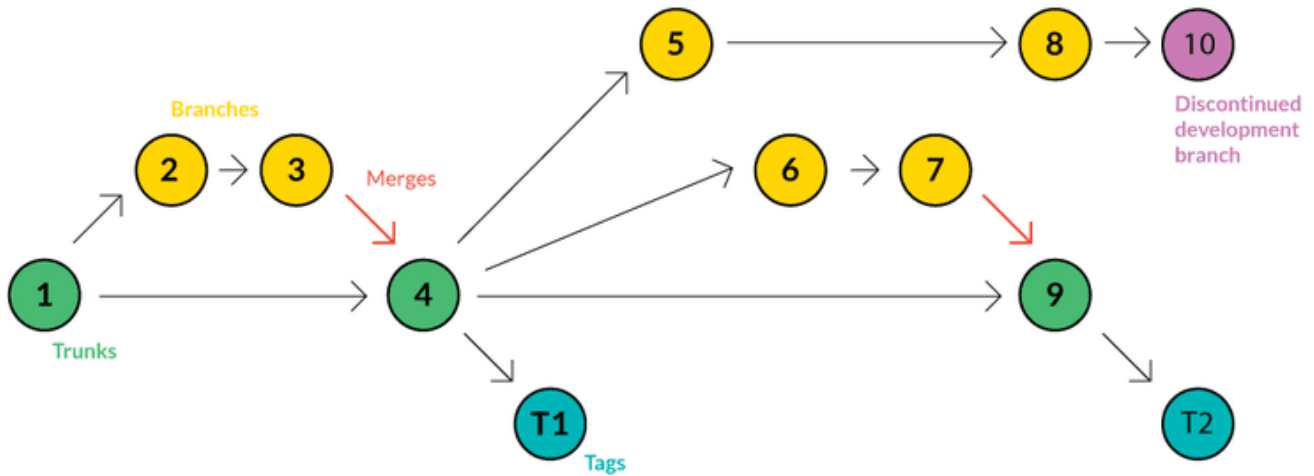 5
8
10
Branches
Discontinued
development
branch
2
3
Merges
6
7
1
4
9
Trunks
T1
Tags
T2